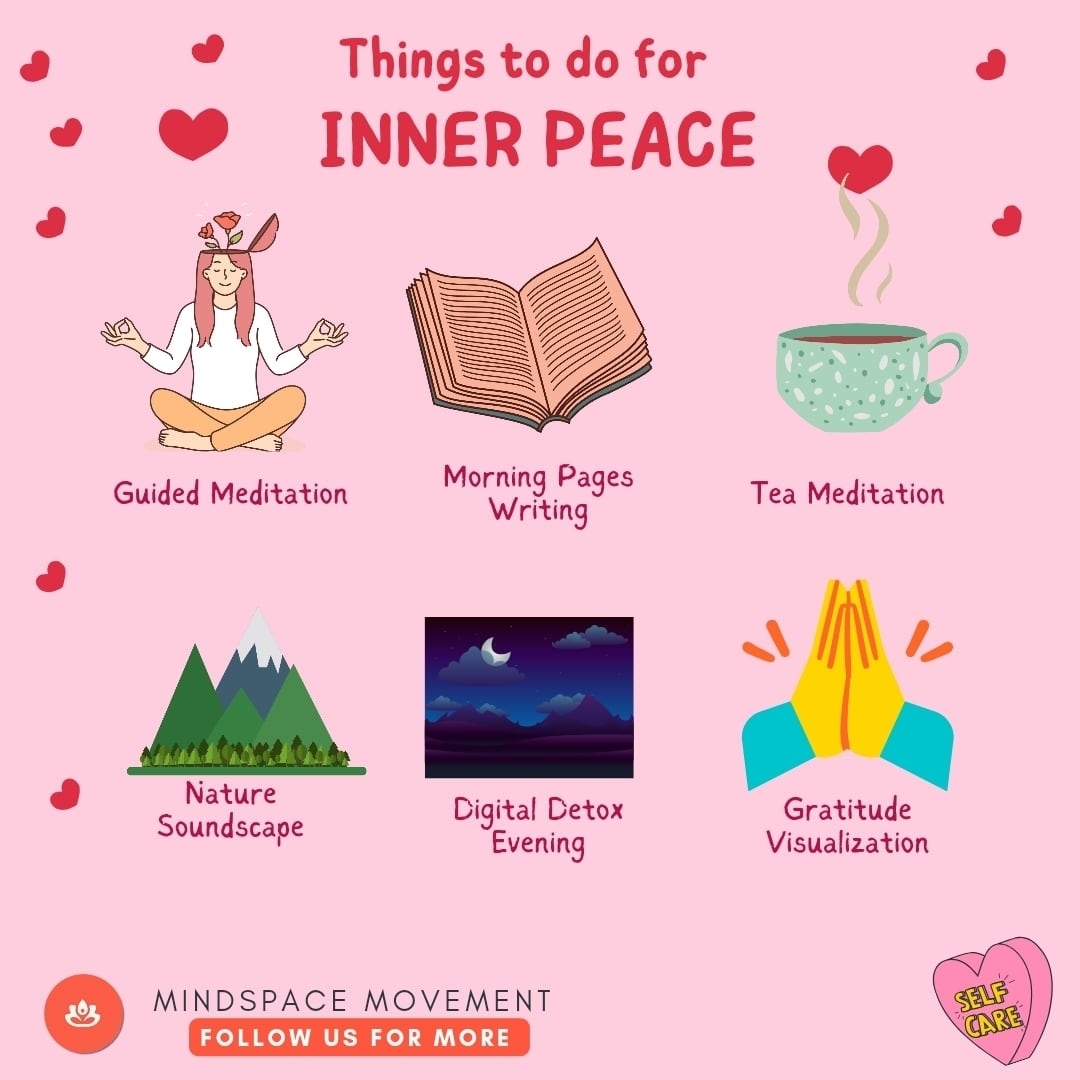 Things to do for
INNER PEACE
Guided Meditation
Morning Pages
Writing
Tea Meditation
Nature
Soundscape
Digital Detox
Evening
Gratitude
Visualization
MINDSPACE MOVEMENT
FOLLOW US FOR MORE
SELF
CARE